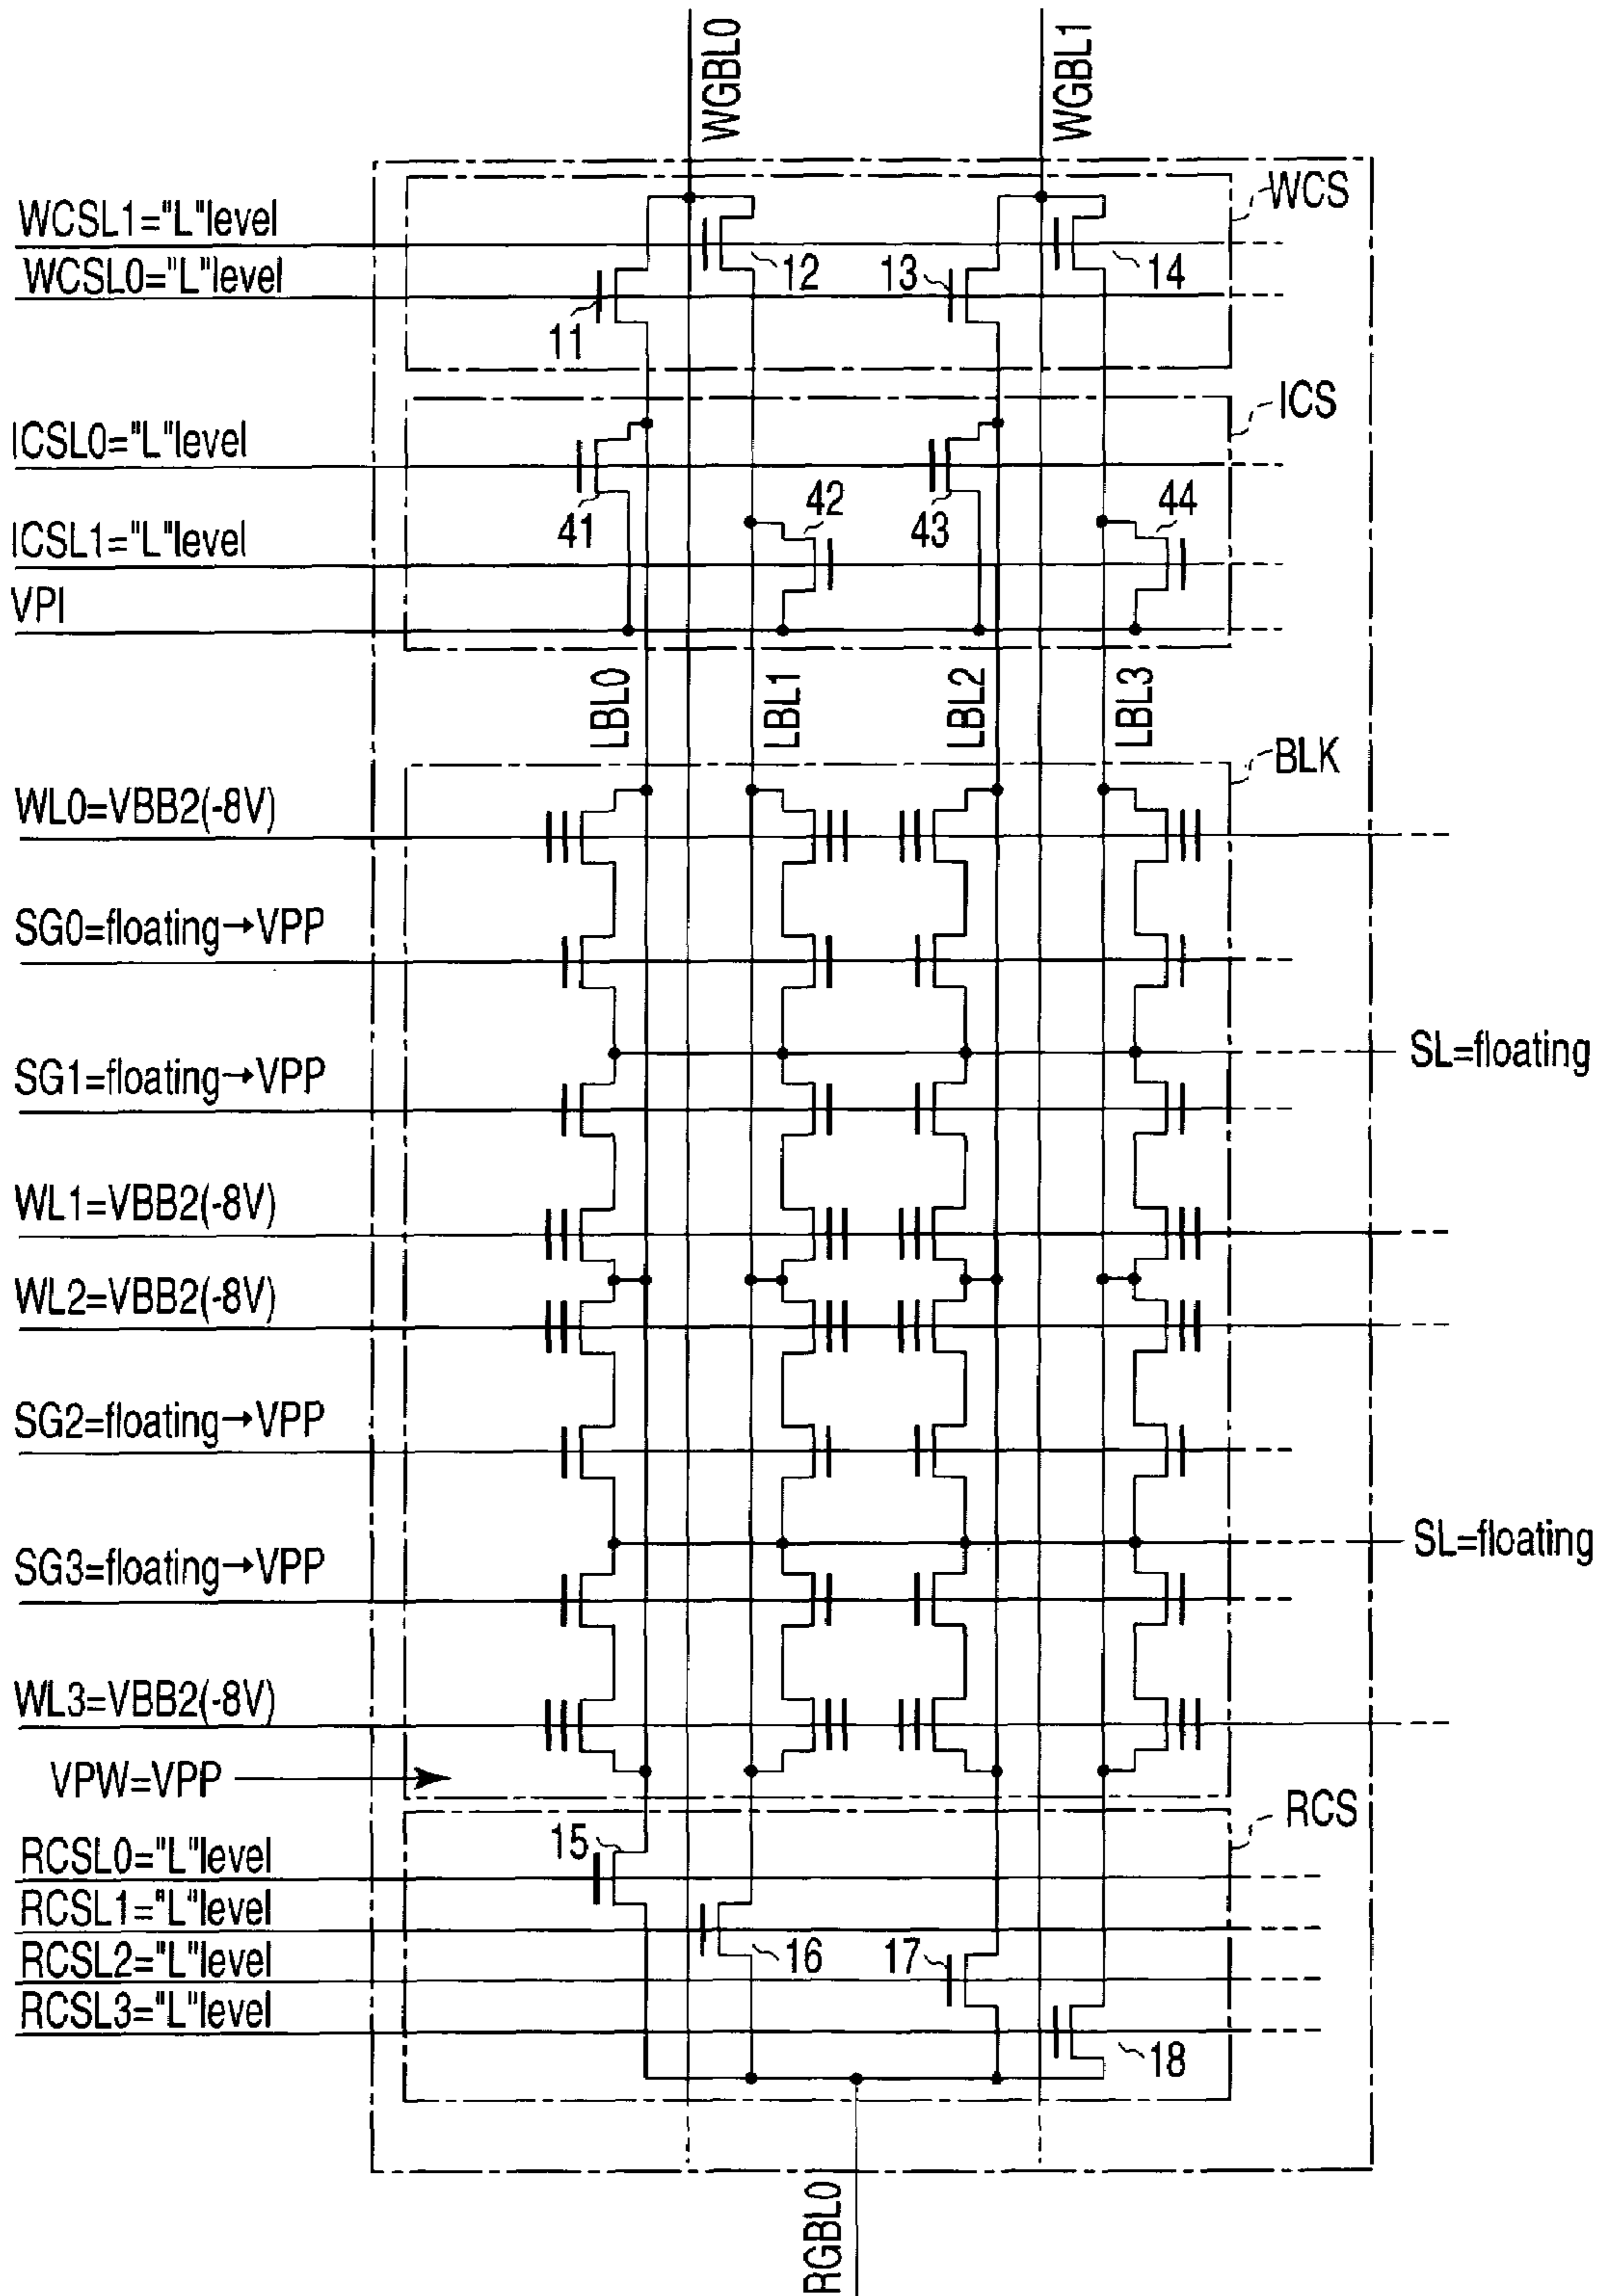 WGBL0
WGBL1
WCS
WCSL1="L"level
WCSL0="L"level
12
13
14
11
ICS
ICSL0="L"level
42
44
41
43
ICSL1="L"level
VPI
LBL0
LBL1
LBL2
LBL3
BLK
WL0=VBB2(-8V)
SG0=floating→VPP
SL=floating
SG1=floating→VPP
WL1=VBB2(-8V)
WL2=VBB2(-8V)
SG2=floating→VPP
SL=floating
SG3=floating→VPP
WL3=VBB2(-8V)
VPW=VPP
RCS
15
RCSL0="L"level
RCSL1="L"level
16
17
RCSL2="L"level
RCSL3="L"level
18
RGBL0